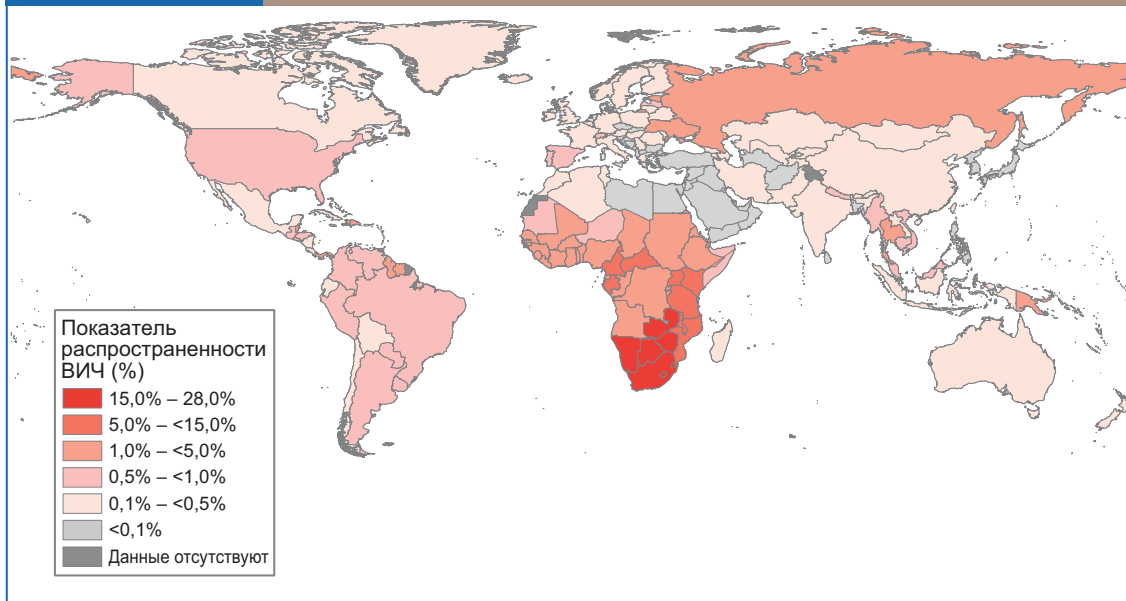 Показатель
распространенности
ВИЧ (%)
15,0% – 28,0%
5,0% – <15,0%
1,0% – <5,0%
0,5% – <1,0%
0,1% – <0,5%
<0,1%
Данные отсутствуют